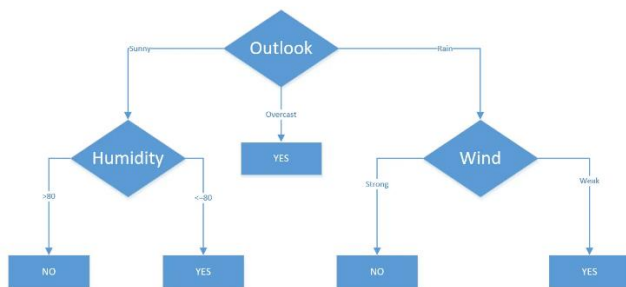 Outlook
Sunny
Rain
Overcast
Humidity
YES
Wind
>80
<=80
Strong
Weak
NO
YES
NO
YES